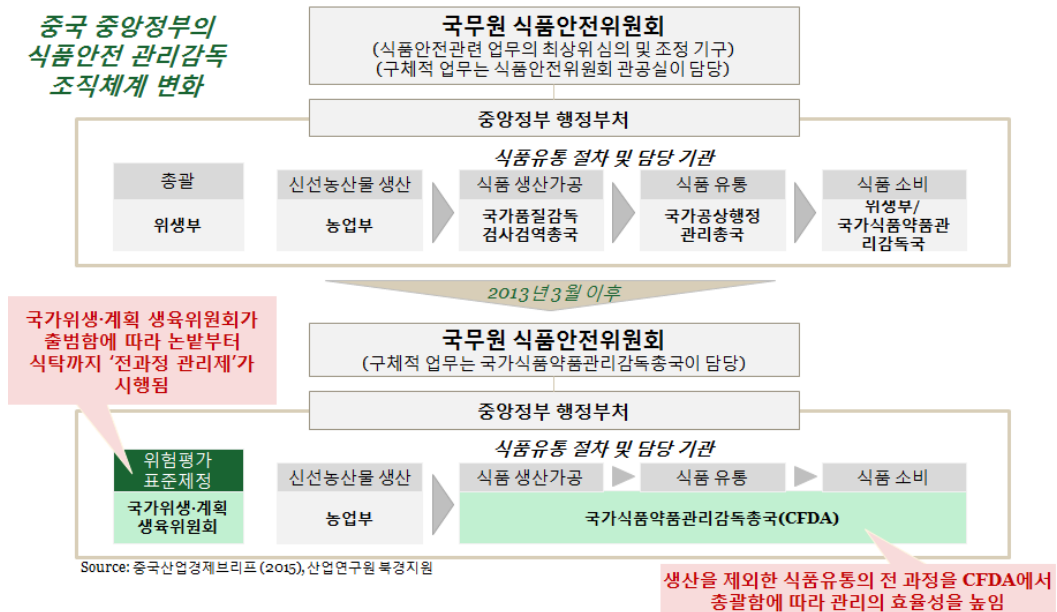 중국 중앙정부의
식품안전 관리감독
조직체계 변화
국무원 식품안전위원회
(식품안전관련 업무의 최상위 심의 및 조정 기구)
(구체적 업무는 식품안전위원회 관공실이 담당)
중앙정부 행정부처
식품유통 절차 및 담당 기관
총괄
위생부
신선농산물 생산
농업부
식품 생산가공
국가품질감독
검사검역총국
식품 유통
국가공상행정
관리총국
식품 소비
위생부/
국가식품약품관
리감독국
2013년 3월 이후
국가위생·계획 생육위원회가
출범함에 따라 논밭부터
식탁까지 ‘전과정 관리제’가
시행됨
국무원 식품안전위원회
(구체적 업무는 국가식품약품관리감독총국이 담당)
중앙정부 행정부처
식품유통 절차 및 담당 기관
위험평가
표준제정
국가위생·계획
생육위원회
신선농산물 생산
농업부
식품 생산가공
식품 유통
식품 소비
국가식품약품관리감독총국(CFDA)
Source: 중국산업경제브리프 (2015), 산업연구원 북경지원
생산을 제외한 식품유통의 전 과정을 CFDA에서
총괄함에 따라 관리의 효율성을 높임